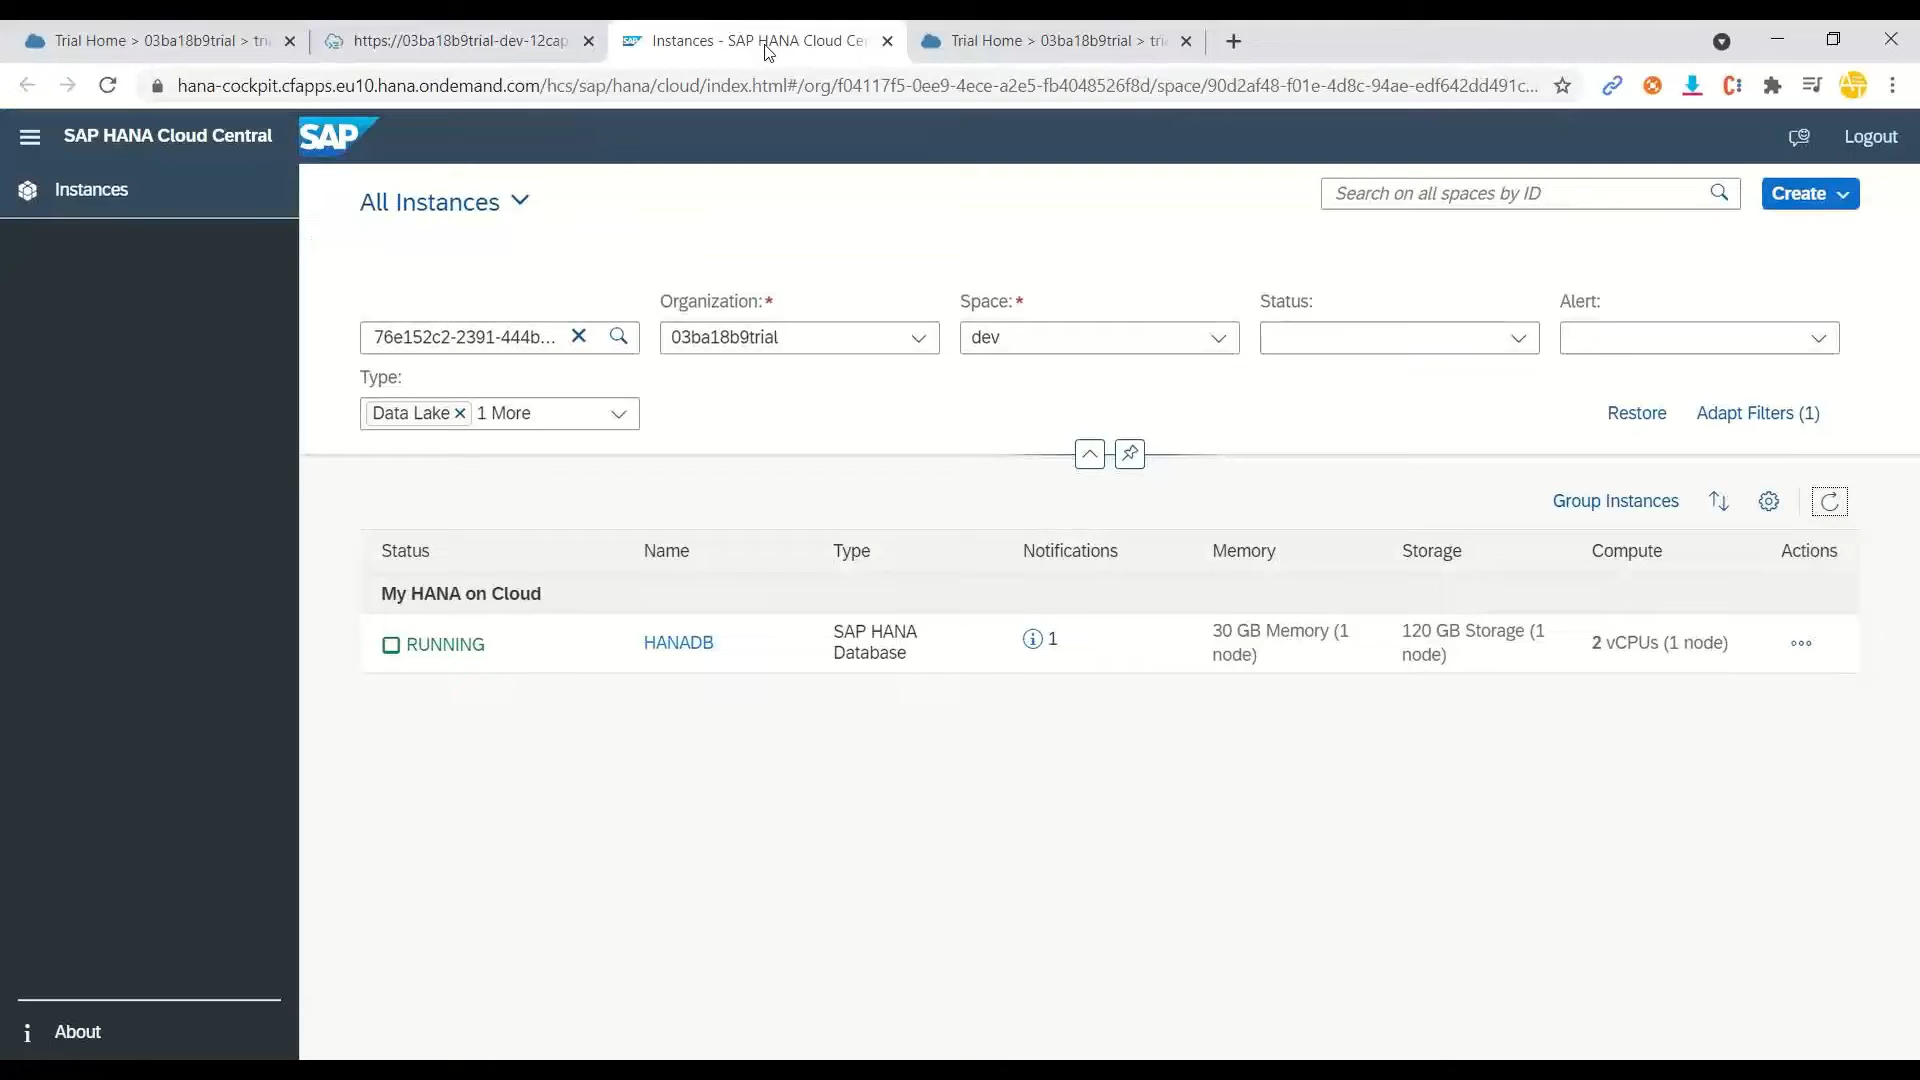 Trial Home > 03ba18b9trial > tri
https://03ba18b9trial-dev-12cap
Instances - SAP HANA Cloud Ce
Trial Home > 03ba18b9trial > tri
hana-cockpit.cfapps.eu10.hana.ondemand.com/hcs/sap/hana/cloud/index.html#/org/f04117f5-0ee9-4ece-a2e5-fb4048526f8d/space/90d2af48-f01e-4d8c-94ae-edf642dd491c...
SAP HANA Cloud Central
SAP
Logout
Instances
All Instances
Search on all spaces by ID
Create
Organization:*
Space:*
Status:
Alert:
76e152c2-2391-444b...
03ba18b9trial
dev
Type:
Data Lake 1 More
Restore
Adapt Filters (1)
Group Instances
Status Name Type Notifications Memory Storage Compute Actions
My HANA on Cloud
RUNNING
HANADB
SAP HANA
Database
1
30 GB Memory (1
node)
120 GB Storage (1
node)
2 vCPUs (1 node)
About